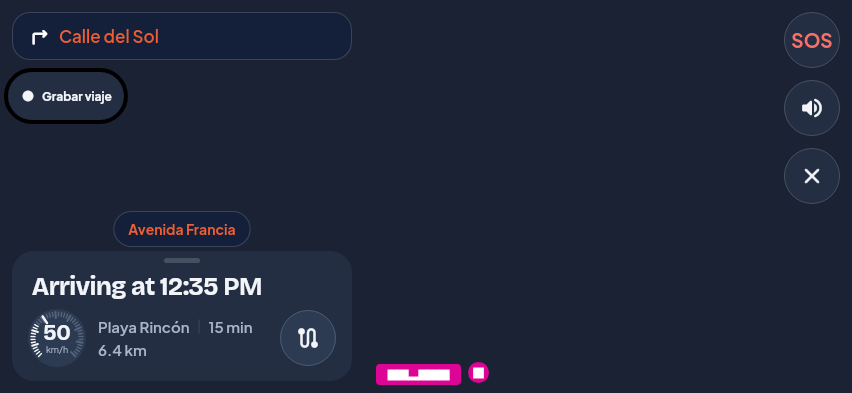 Calle del Sol
SOS
Grabar viaje
Avenida Francia
Arriving at 12:35 PM
50
km/h
Playa Rincón | 15 min
6.4 km